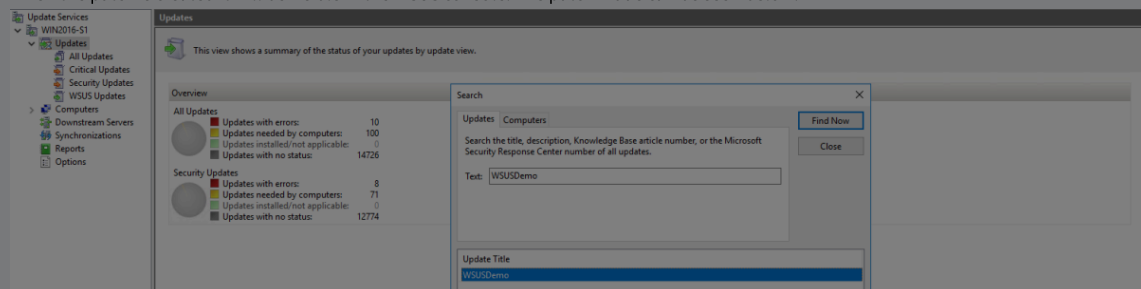 Update Services
WIN2016-S1
Updates
All Updates
Critical Updates
Security Updates
WSUS Updates
Computers
Downstream Servers
Synchronizations
Reports
Options
Updates
This view shows a summary of the status of your updates by update view.
Overview
All Updates
Updates with errors: 10
Updates needed by computers: 100
Updates installed/not applicable: 0
Updates with no status: 14726
Security Updates
Updates with errors: 8
Updates needed by computers: 71
Updates installed/not applicable: 0
Updates with no status: 12774
Search
Updates Computers
Find Now
Search the title, description, Knowledge Base article number, or the Microsoft
Security Response Center number of all updates.
Close
Text: WSUSDemo
Update Title
WSUSDemo